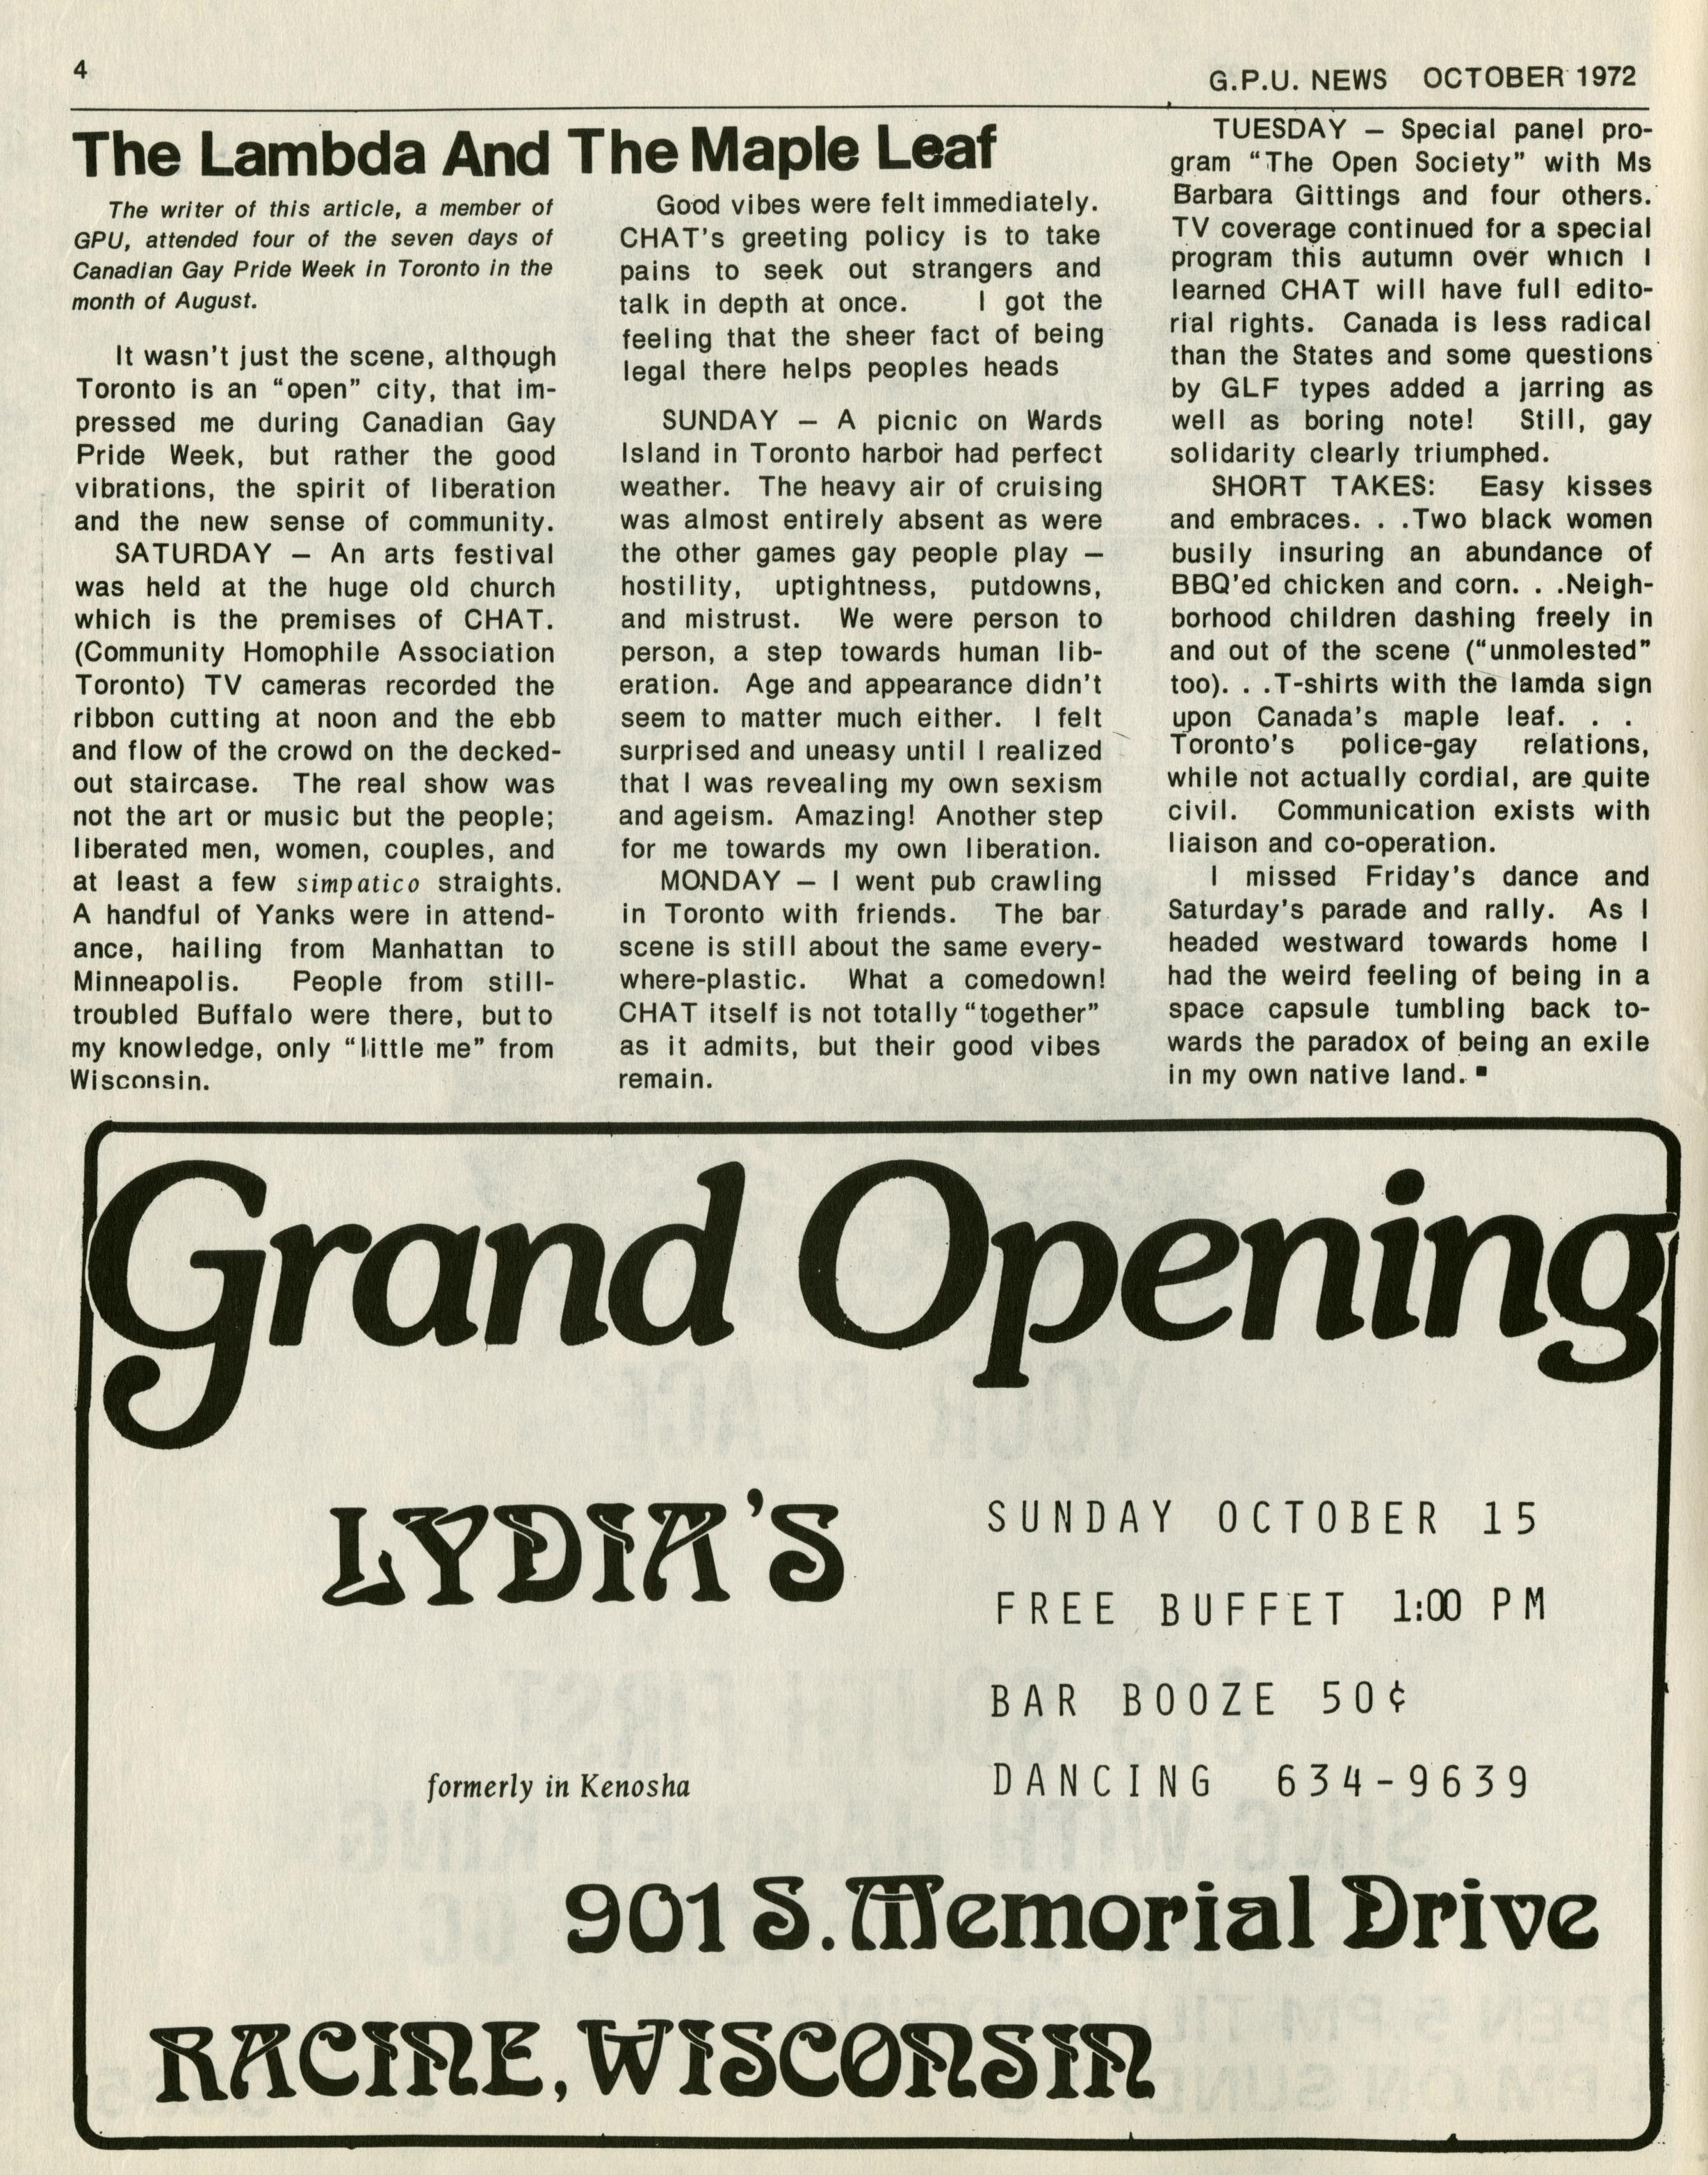 4
G.P.U. NEWS OCTOBER 1972
The Lambda And The Maple Leaf
The writer of this article, a member of
GPU, attended four of the seven days of
Canadian Gay Pride Week in Toronto in the
month of August.
It wasn't just the scene, although
Toronto is an "open" city, that im-
pressed me during Canadian Gay
Pride Week, but rather the good
vibrations, the spirit of liberation
and the new sense of community.
SATURDAY — An arts festival
was held at the huge old church
which is the premises of CHAT.
(Community Homophile Association
Toronto) TV cameras recorded the
ribbon cutting at noon and the ebb
and flow of the crowd on the decked-
out staircase. The real show was
not the art or music but the people;
liberated men, women, couples, and
at least a few simpatico straights.
A handful of Yanks were in attend-
ance, hailing from Manhattan to
Minneapolis. People from still-
troubled Buffalo were there, but to
my knowledge, only "little me" from
Wisconsin.
Good vibes were felt immediately.
CHAT's greeting policy is to take
pains to seek out strangers and
talk in depth at once. I got the
feeling that the sheer fact of being
legal there helps peoples heads
SUNDAY — A picnic on Wards
Island in Toronto harbor had perfect
weather. The heavy air of cruising
was almost entirely absent as were
the other games gay people play —
hostility, uptightness, putdowns,
and mistrust. We were person to
person, a step towards human lib-
eration. Age and appearance didn't
seem to matter much either. I felt
surprised and uneasy until I realized
that I was revealing my own sexism
and ageism. Amazing! Another step
for me towards my own liberation.
MONDAY — I went pub crawling
in Toronto with friends. The bar
scene is still about the same every-
where-plastic. What a comedown!
CHAT itself is not totally "together"
as it admits, but their good vibes
remain.
TUESDAY — Special panel pro-
gram "The Open Society" with Ms
Barbara Gittings and four others.
TV coverage continued for a special
program this autumn over which I
learned CHAT will have full edito-
rial rights. Canada is less radical
than the States and some questions
by GLF types added a jarring as
well as boring note! Still, gay
solidarity clearly triumphed.
SHORT TAKES: Easy kisses
and embraces. . .Two black women
busily insuring an abundance of
BBQ'ed chicken and corn. . .Neigh-
borhood children dashing freely in
and out of the scene ("unmolested"
too). . .T-shirts with the lamda sign
upon Canada's maple leaf. . .
Toronto's police-gay relations,
while not actually cordial, are quite
civil. Communication exists with
liaison and co-operation.
I missed Friday's dance and
Saturday's parade and rally. As I
headed westward towards home I
had the weird feeling of being in a
space capsule tumbling back to-
wards the paradox of being an exile
in my own native land. ■
Grand Opening
LYDIA'S
SUNDAY OCTOBER 15
FREE BUFFET 1:00 PM
BAR BOOZE 50¢
formerly in Kenosha
DANCING 634-9639
901 S. Memorial Drive
RACINE, WISCONSIN